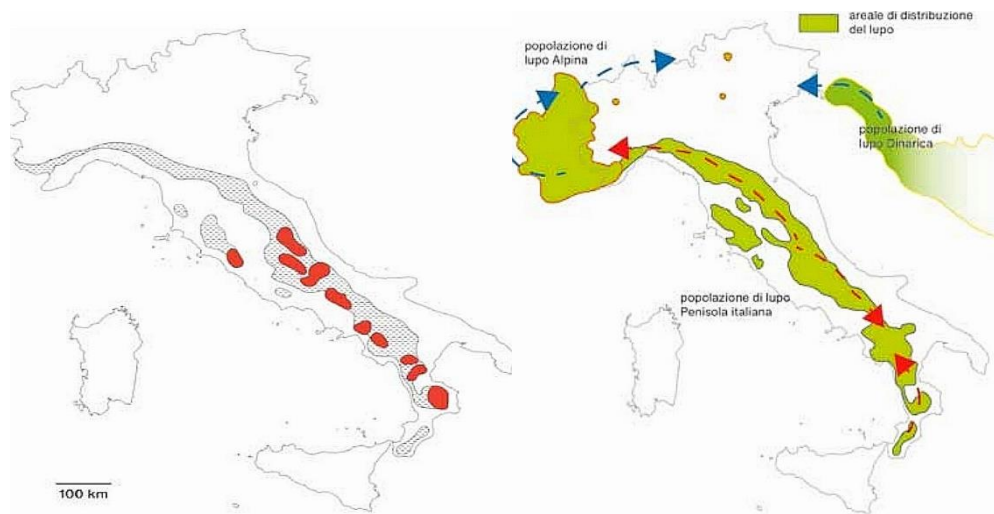 areale di distribuzione
del lupo
popolazione di
lupo Alpina
popolazione di
lupo Dinarica
popolazione di lupo
Penisola italiana
100 km